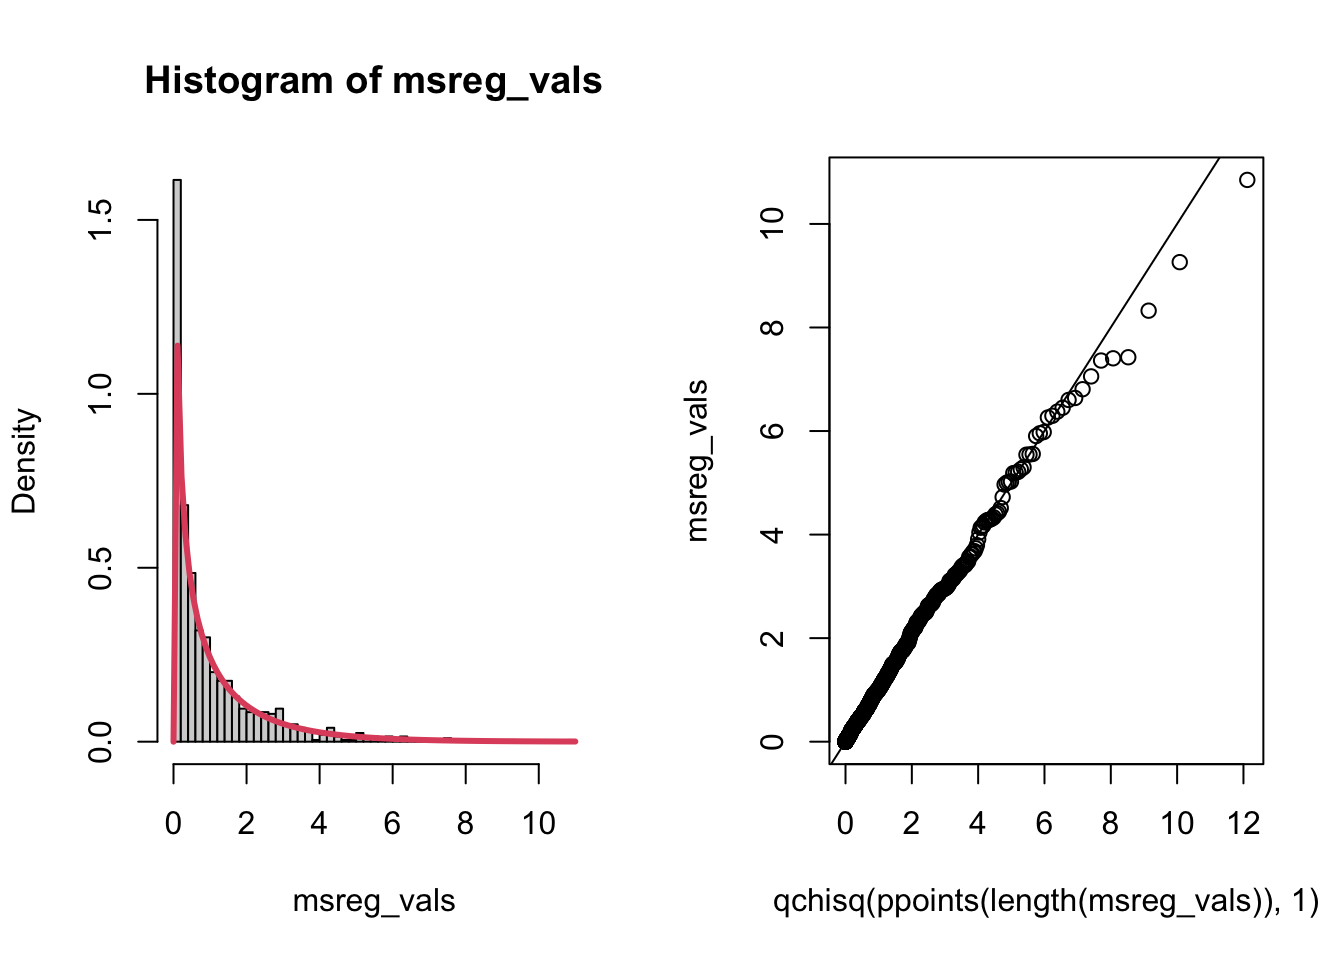 Histogram of msreg_vals
Density
0.0 0.5 1.0 1.5
0 2 4 6 8 10
msreg_vals
msreg_vals
0 2 4 6 8 10
0 2 4 6 8 10 12
qchisq(ppoints(length(msreg_vals)), 1)